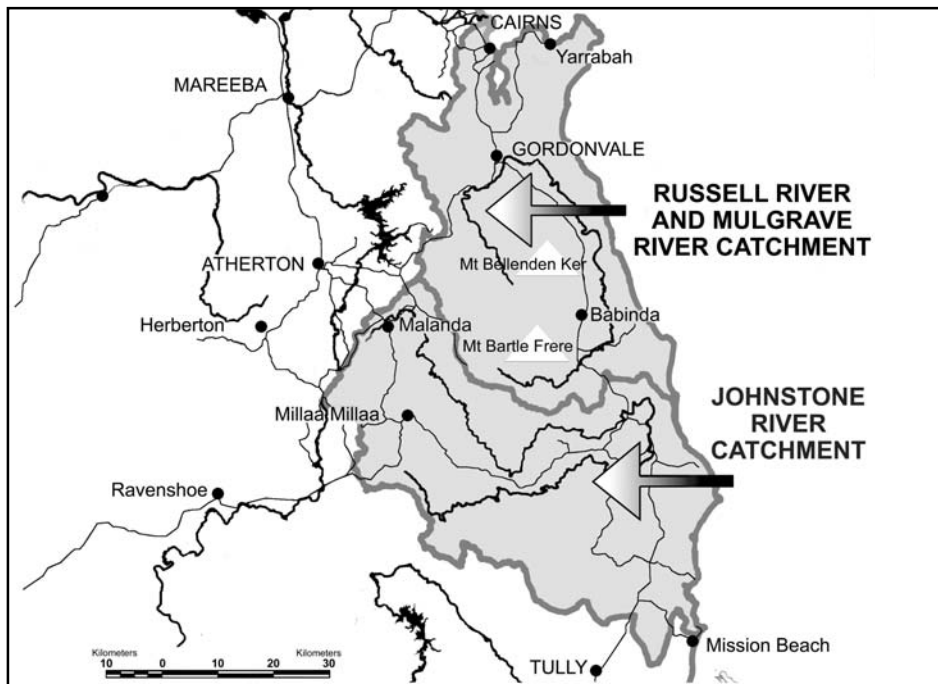 CAIRNS
Yarrabah
MAREEBA
GORDONVALE
RUSSELL RIVER
AND MULGRAVE
RIVER CATCHMENT
ATHERTON
Mt Bellenden Ker
Herberton
Malanda
Babinda
Mt Bartle Frere
JOHNSTONE
RIVER
CATCHMENT
Millaa Millaa
Ravenshoe
Kilometers
Kilometers
10
0
10
20
30
Mission Beach
TULLY